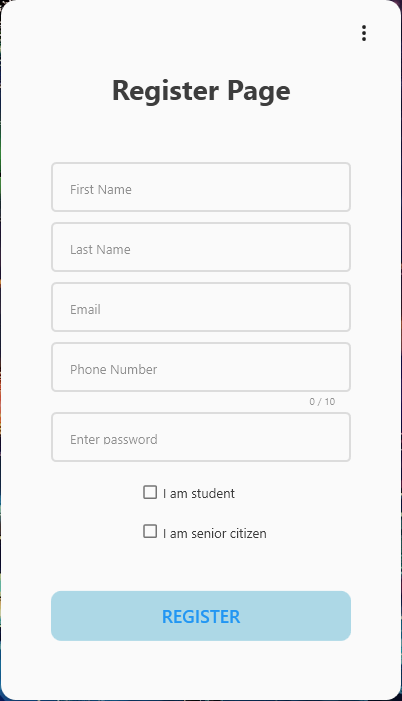 Register Page
First Name
Last Name
Email
Phone Number
0 / 10
Enter password
I am student
I am senior citizen
REGISTER